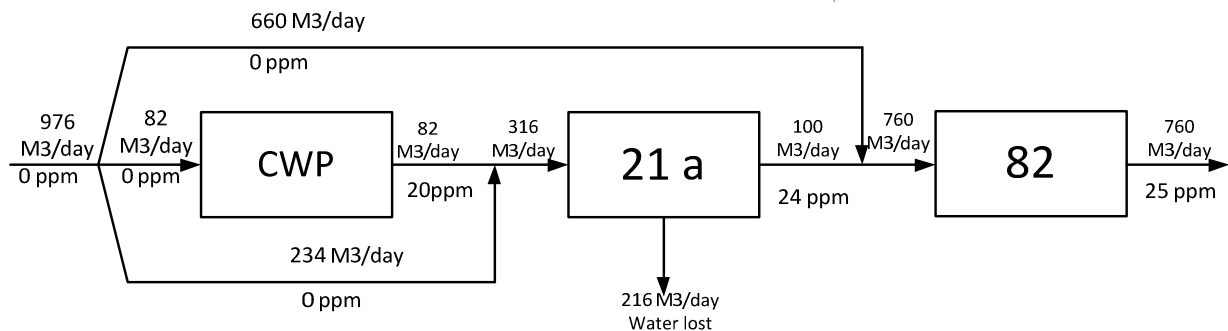 660 M3/day
0 ppm
976
M3/day
0 ppm
82
M3/day
0 ppm
CWP
82
M3/day
20ppm
316
M3/day
21 a
100
M3/day
24 ppm
760
M3/day
82
760
M3/day
25 ppm
234 M3/day
0 ppm
216 M3/day
Water lost